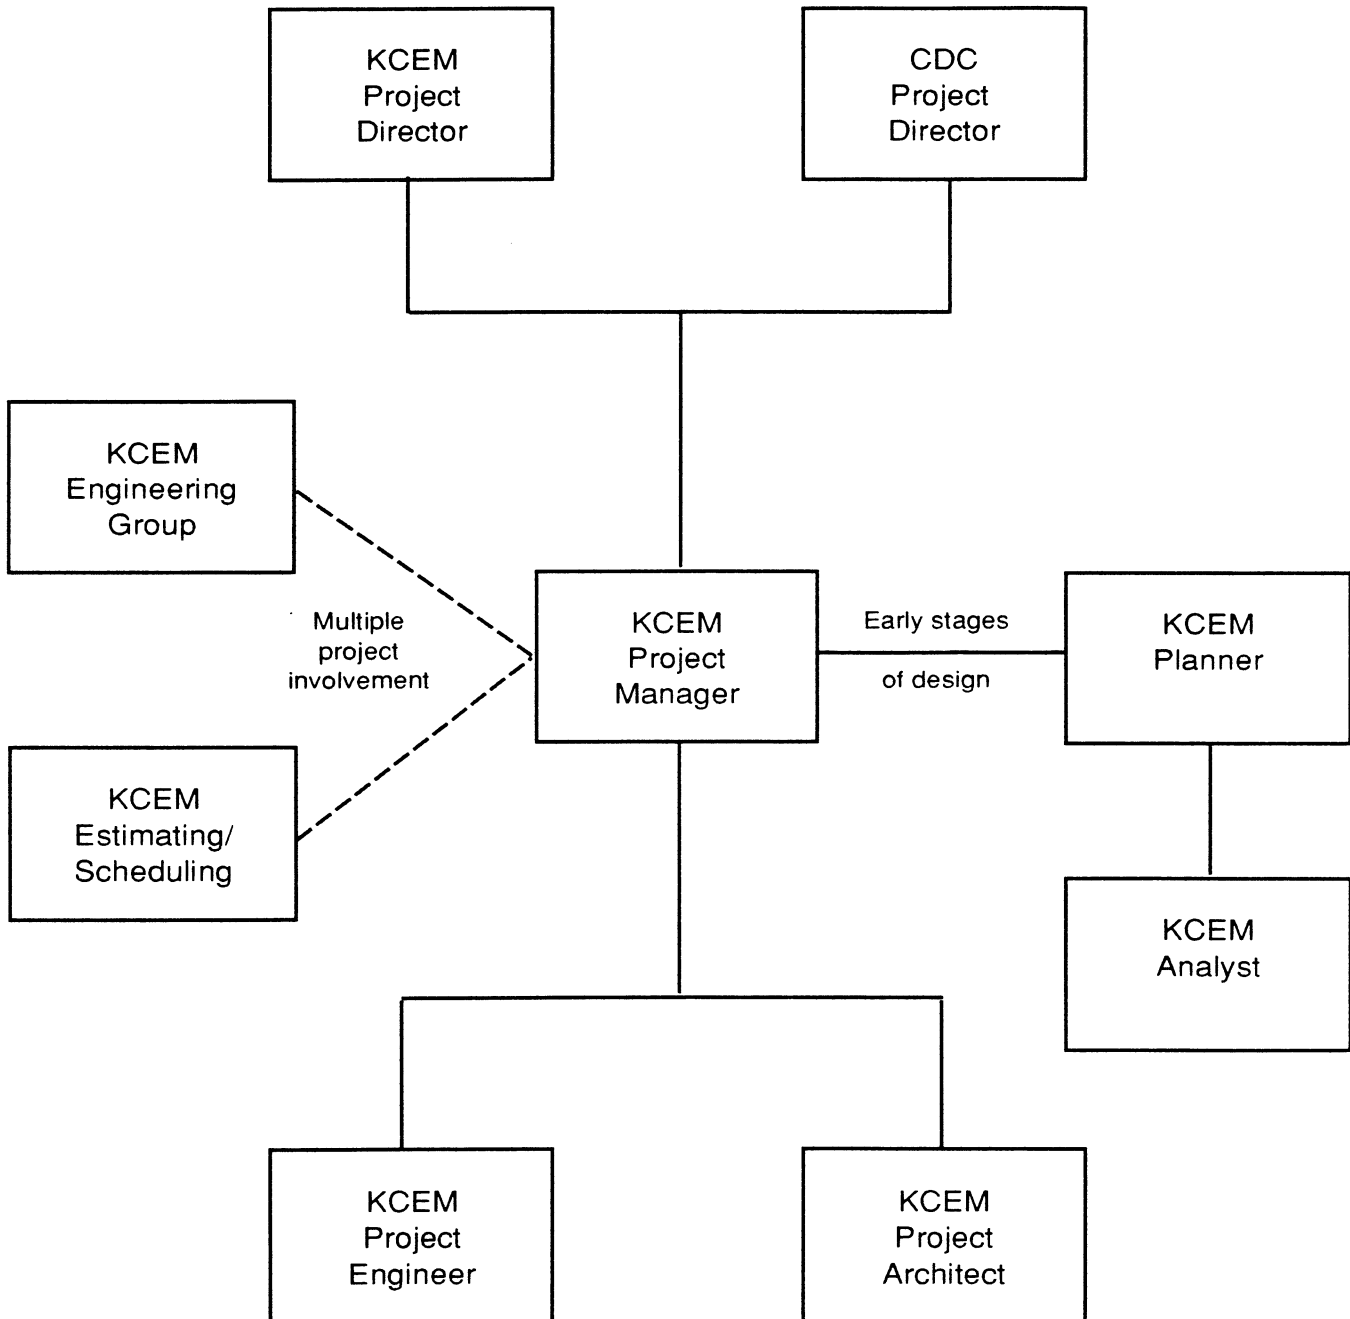 KCEM
Project
Director
CDC
Project
Director
KCEM
Engineering
Group
Multiple
project
involvement
KCEM
Estimating/
Scheduling
KCEM
Project
Manager
Early stages
of design
KCEM
Planner
KCEM
Analyst
KCEM
Project
Engineer
KCEM
Project
Architect